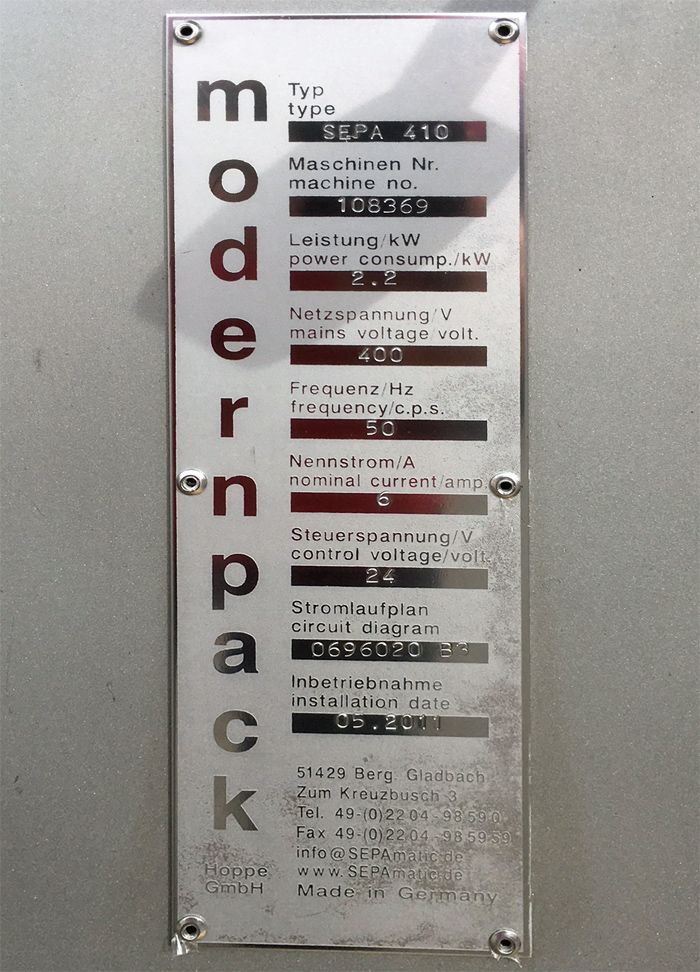 modernpack
Typ
type
SEPA 410
Maschinen Nr.
machine no.
108369
Leistung/kW
power consump./kW
2.2
Netzspannung/V
mains voltage/volt.
400
Frequenz/Hz
frequency/c.p.s.
50
Nennstrom/A
nominal current/amp.
6
Steuerspannung/V
control voltage/volt.
24
Stromlaufplan
circuit diagram
0696020 B3
Inbetriebnahme
installation date
05.2011
51429 Berg. Gladbach
Zum Kreuzbusch 3
Tel. 49-(0)2204-98590
Fax 49-(0)2204-985959
info@SEPAmatic.de
www.SEPAmatic.de
Made in Germany
Hoppe
GmbH